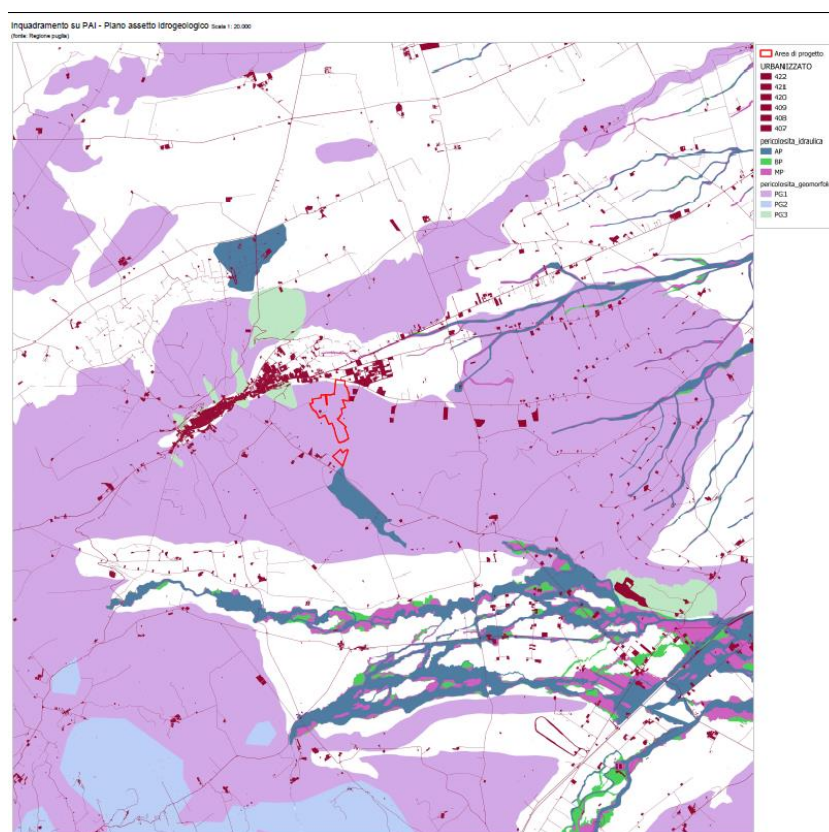 Inquadramento su PAI - Piano assetto idrogeologico Scala 1: 20.000
(fonte: Regione puglia)
Area di progetto
URBANIZZATO
422
421
420
409
408
407
pericolosita_idraulica
AP
BP
MP
pericolosita_geomorfol
PG1
PG2
PG3